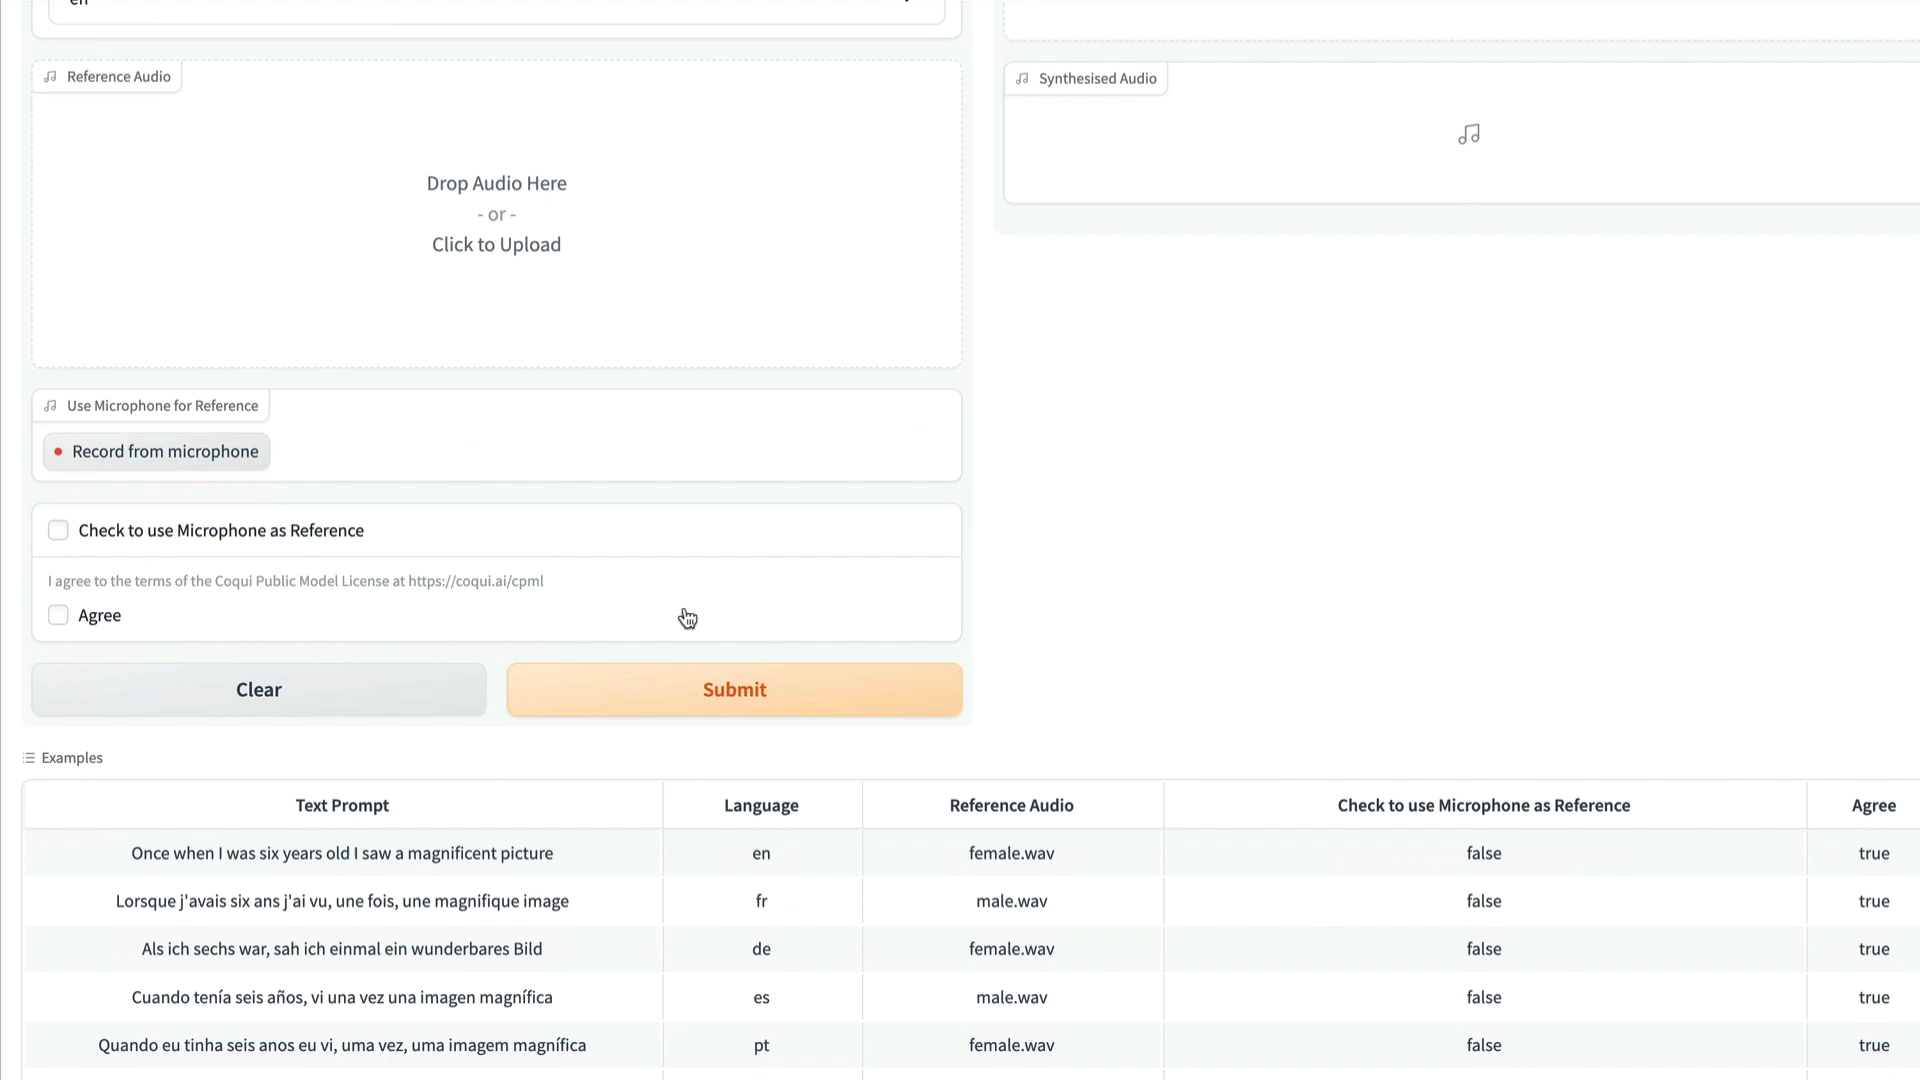 en
Reference Audio
Synthesised Audio
Drop Audio Here
- or -
Click to Upload
Use Microphone for Reference
Record from microphone
Check to use Microphone as Reference
I agree to the terms of the Coqui Public Model License at https://coqui.ai/cpml
Agree
Clear
Submit
Examples
Text Prompt Language Reference Audio Check to use Microphone as Reference Agree
Once when I was six years old I saw a magnificent picture en female.wav false true
Lorsque j'avais six ans j'ai vu, une fois, une magnifique image fr male.wav false true
Als ich sechs war, sah ich einmal ein wunderbares Bild de female.wav false true
Cuando tenía seis años, vi una vez una imagen magnífica es male.wav false true
Quando eu tinha seis anos eu vi, uma vez, uma imagem magnífica pt female.wav false true